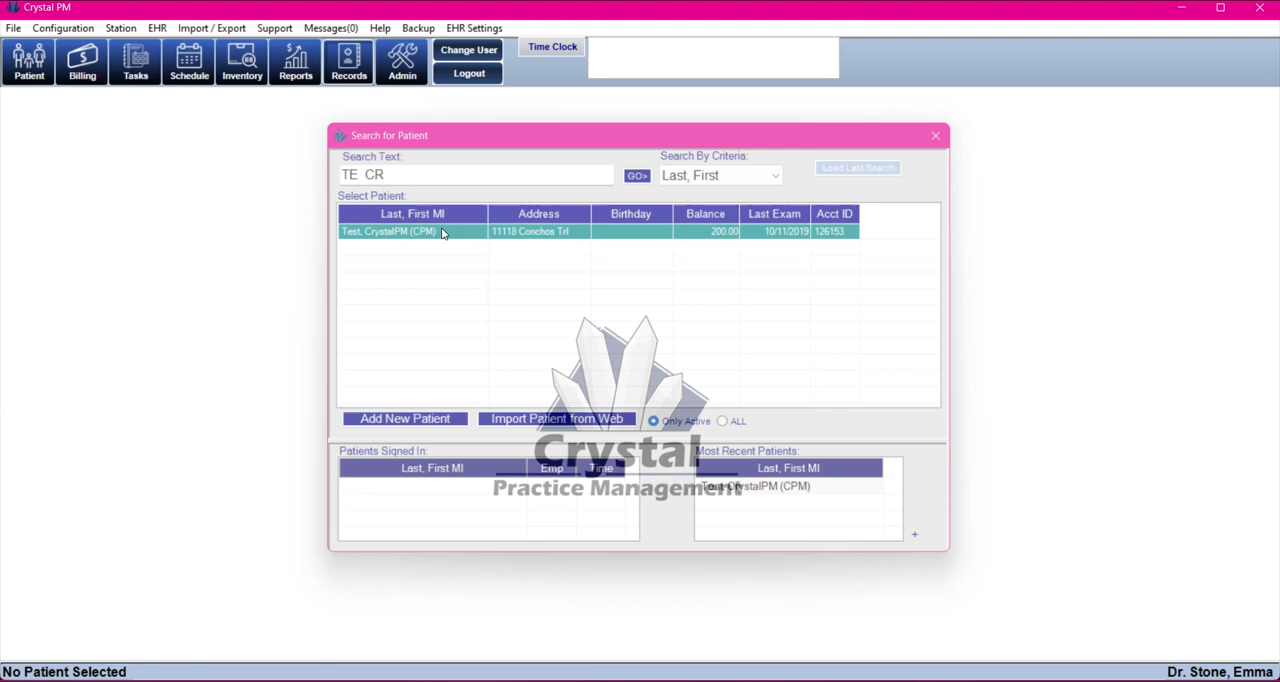 Crystal PM
File Configuration Station EHR Import / Export Support Messages(0) Help Backup EHR Settings
Patient Billing Tasks Schedule Inventory Reports Records Admin
Change User
Logout
Time Clock
Search for Patient
Search Text:
TE CR
GO>
Search By Criteria:
Last, First
Load Last Search
Select Patient:
Last, First MI Address Birthday Balance Last Exam Acct ID
Test, CrystalPM (CPM) 11118 Conchos Trl 200.00 10/11/2019 126153
Add New Patient Import Patient from Web Only Active ALL
Crystal
Practice Management
Patients Signed In:
Last, First MI Emp Time
Most Recent Patients:
Last, First MI
Test, CrystalPM (CPM)
+
No Patient Selected
Dr. Stone, Emma